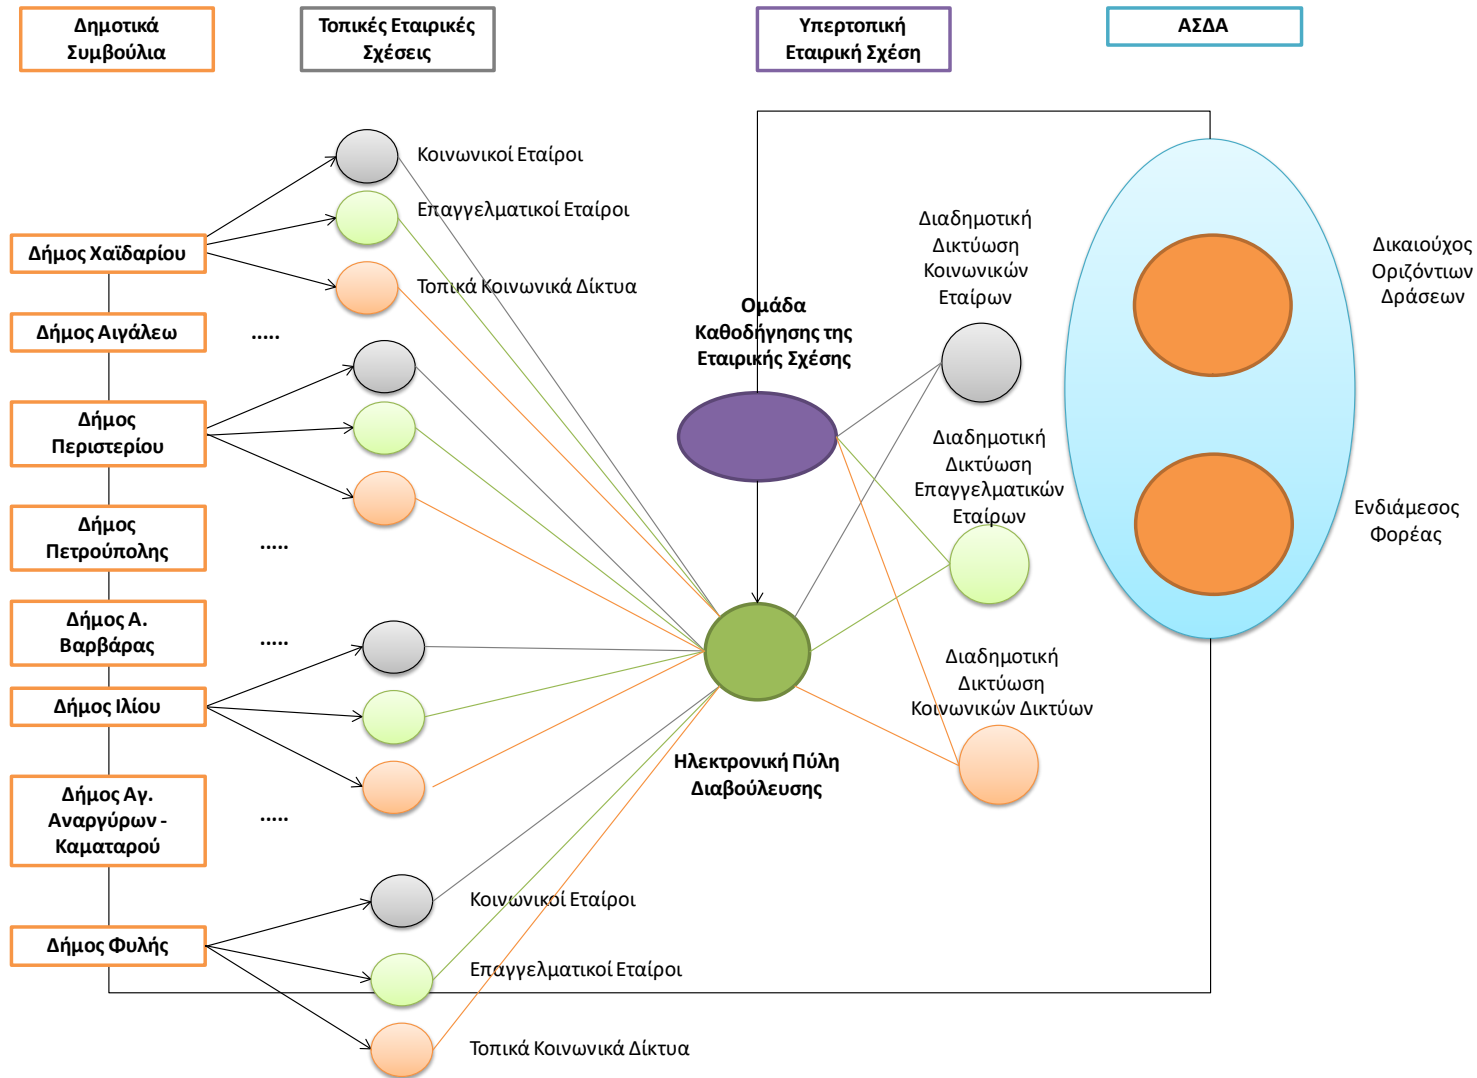 Δημοτικά
Συμβούλια
Τοπικές Εταιρικές
Σχέσεις
Υπερτοπική
Εταιρική Σχέση
ΑΣΔΑ
Κοινωνικοί Εταίροι
Επαγγελματικοί Εταίροι
Τοπικά Κοινωνικά Δίκτυα
Δήμος Χαϊδαρίου
Δήμος Αιγάλεω
.....
Δήμος
Περιστερίου
Δήμος
Πετρούπολης
.....
Δήμος Α.
Βαρβάρας
.....
Δήμος Ιλίου
Δήμος Αγ.
Αναργύρων -
Καματαρού
.....
Δήμος Φυλής
Κοινωνικοί Εταίροι
Επαγγελματικοί Εταίροι
Τοπικά Κοινωνικά Δίκτυα
Ομάδα
Καθοδήγησης της
Εταιρικής Σχέσης
Ηλεκτρονική Πύλη
Διαβούλευσης
Διαδημοτική
Δικτύωση
Κοινωνικών
Εταίρων
Διαδημοτική
Δικτύωση
Επαγγελματικών
Εταίρων
Διαδημοτική
Δικτύωση
Κοινωνικών Δικτύων
Δικαιούχος
Οριζόντιων
Δράσεων
Ενδιάμεσος
Φορέας